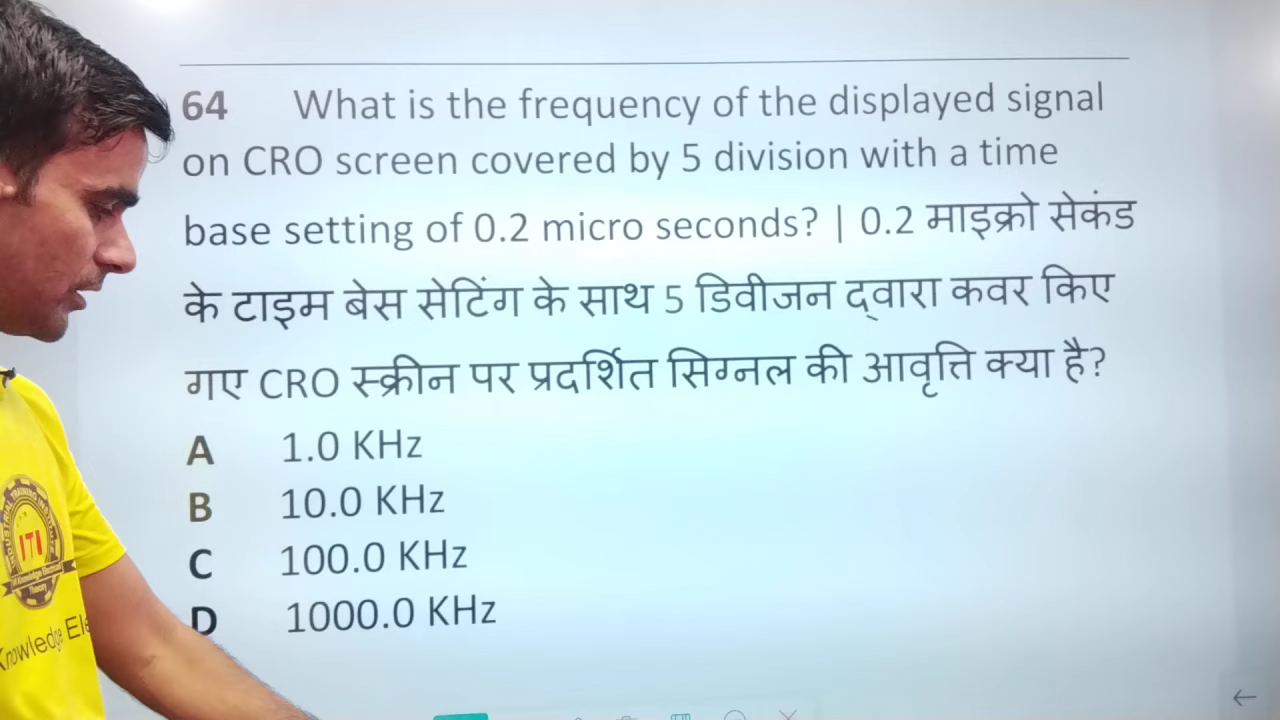 64 What is the frequency of the displayed signal
on CRO screen covered by 5 division with a time
base setting of 0.2 micro seconds? | 0.2 माइक्रो सेकंड
के टाइम बेस सेटिंग के साथ 5 डिवीजन द्वारा कवर किए
गए CRO स्क्रीन पर प्रदर्शित सिग्नल की आवृत्ति क्या है?
A 1.0 KHz
B 10.0 KHz
C 100.0 KHz
D 1000.0 KHz
ITI